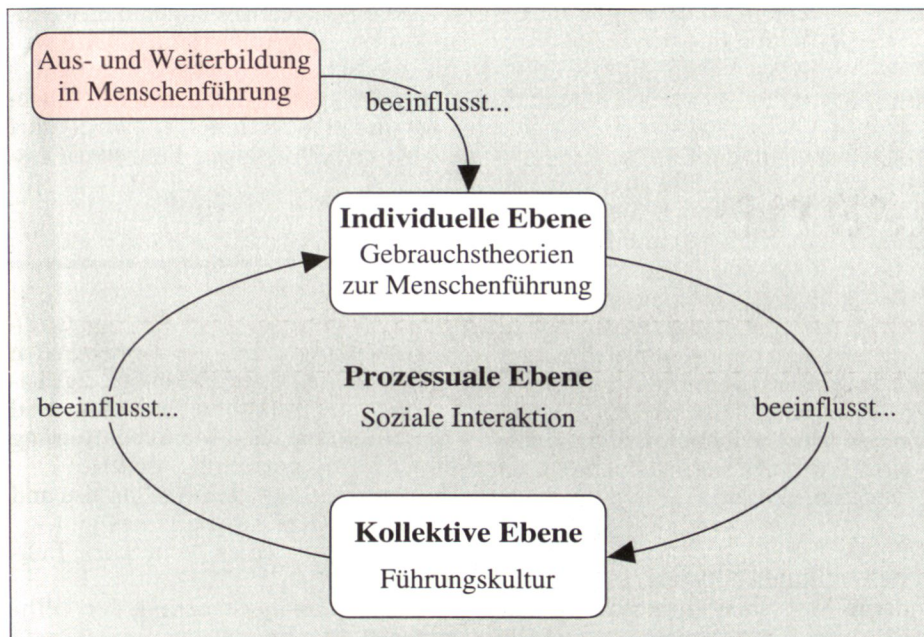 Aus- und Weiterbildung
in Menschenführung
beeinflusst...
Individuelle Ebene
Gebrauchstheorien
zur Menschenführung
Prozessuale Ebene
beeinflusst...
Soziale Interaktion
beeinflusst...
Kollektive Ebene
Führungskultur